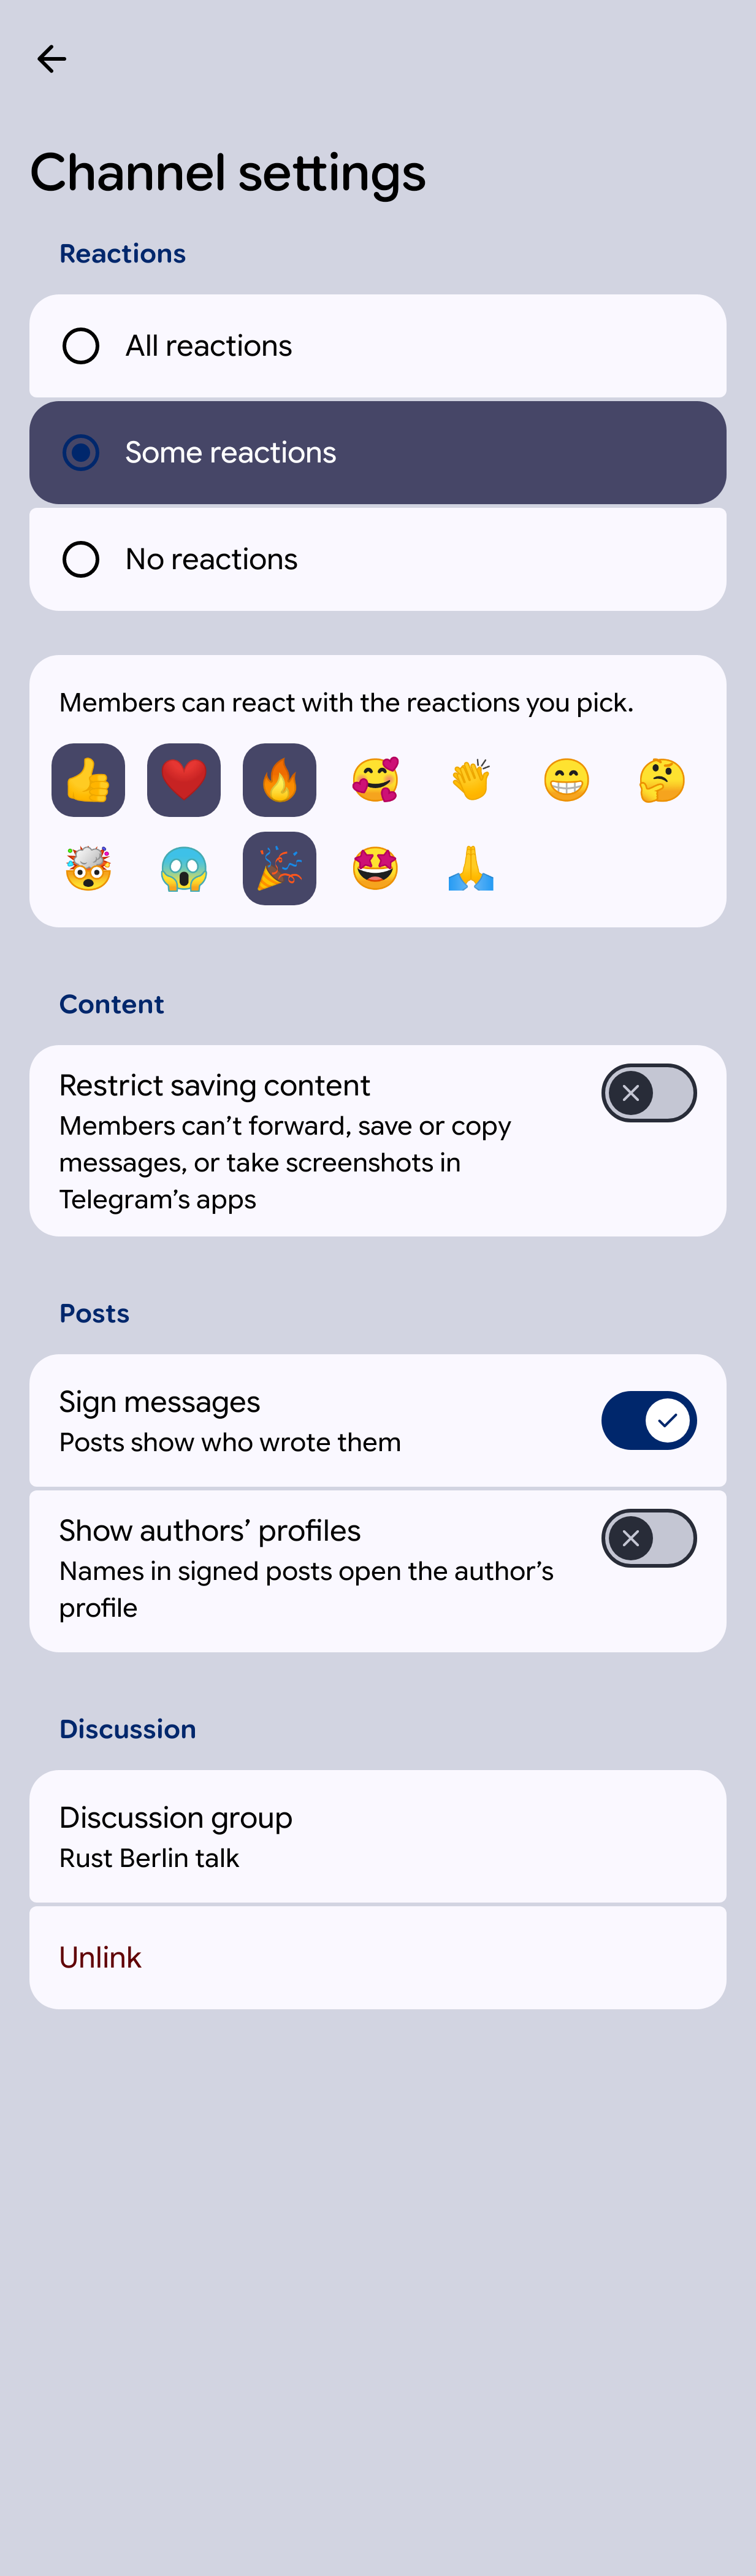 Channel settings
Reactions
All reactions
Some reactions
No reactions
Members can react with the reactions you pick.
Content
Restrict saving content
Members can’t forward, save or copy
messages, or take screenshots in
Telegram’s apps
Posts
Sign messages
Posts show who wrote them
Show authors’ profiles
Names in signed posts open the author’s
profile
Discussion
Discussion group
Rust Berlin talk
Unlink